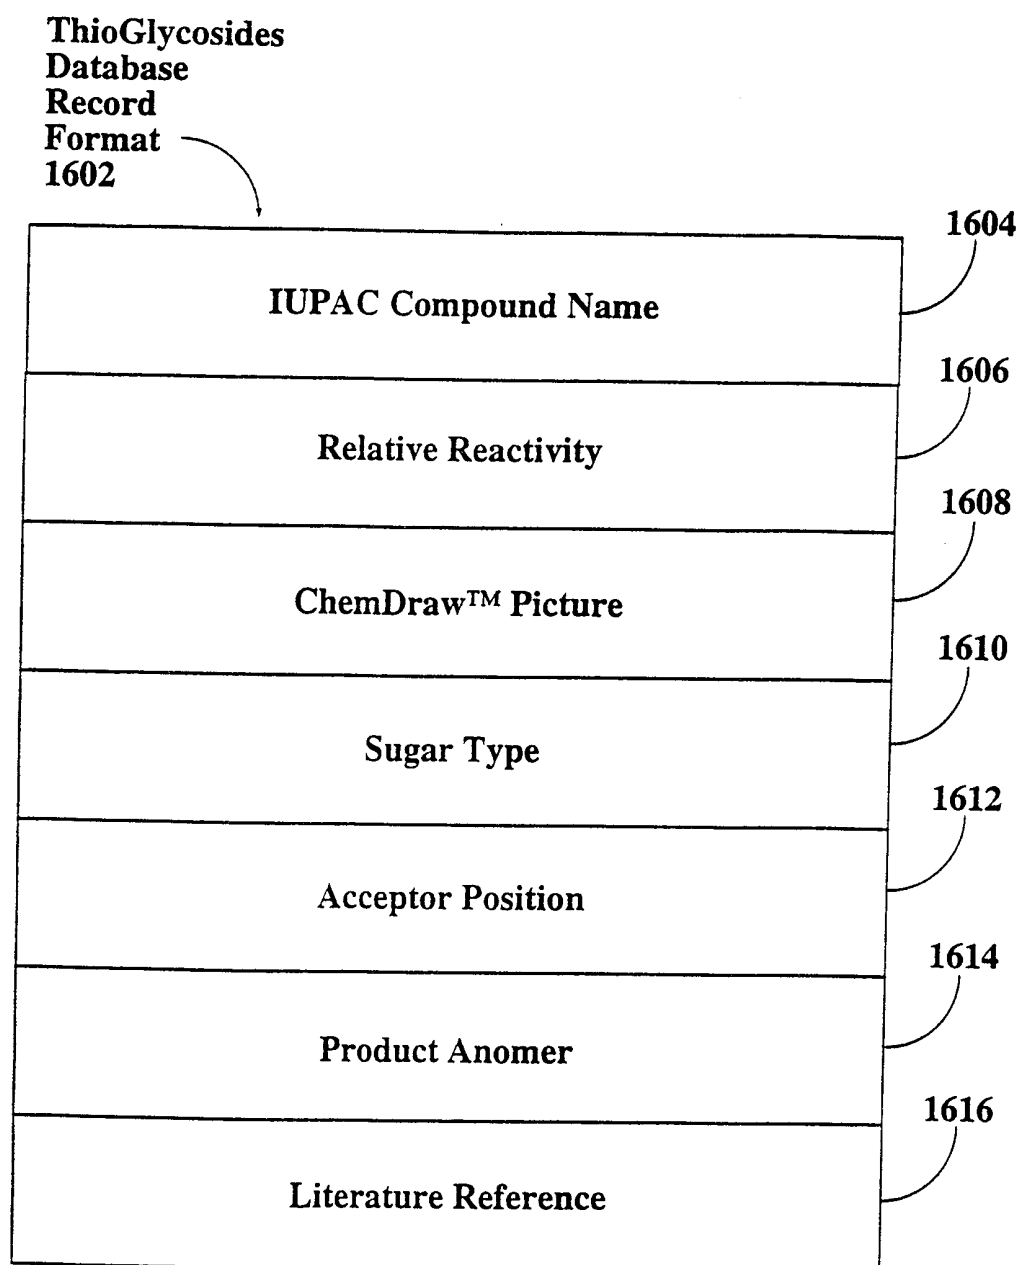 ThioGlycosides
Database
Record
Format
1602
1604
IUPAC Compound Name
1606
Relative Reactivity
1608
ChemDraw™ Picture
1610
Sugar Type
1612
Acceptor Position
1614
Product Anomer
1616
Literature Reference